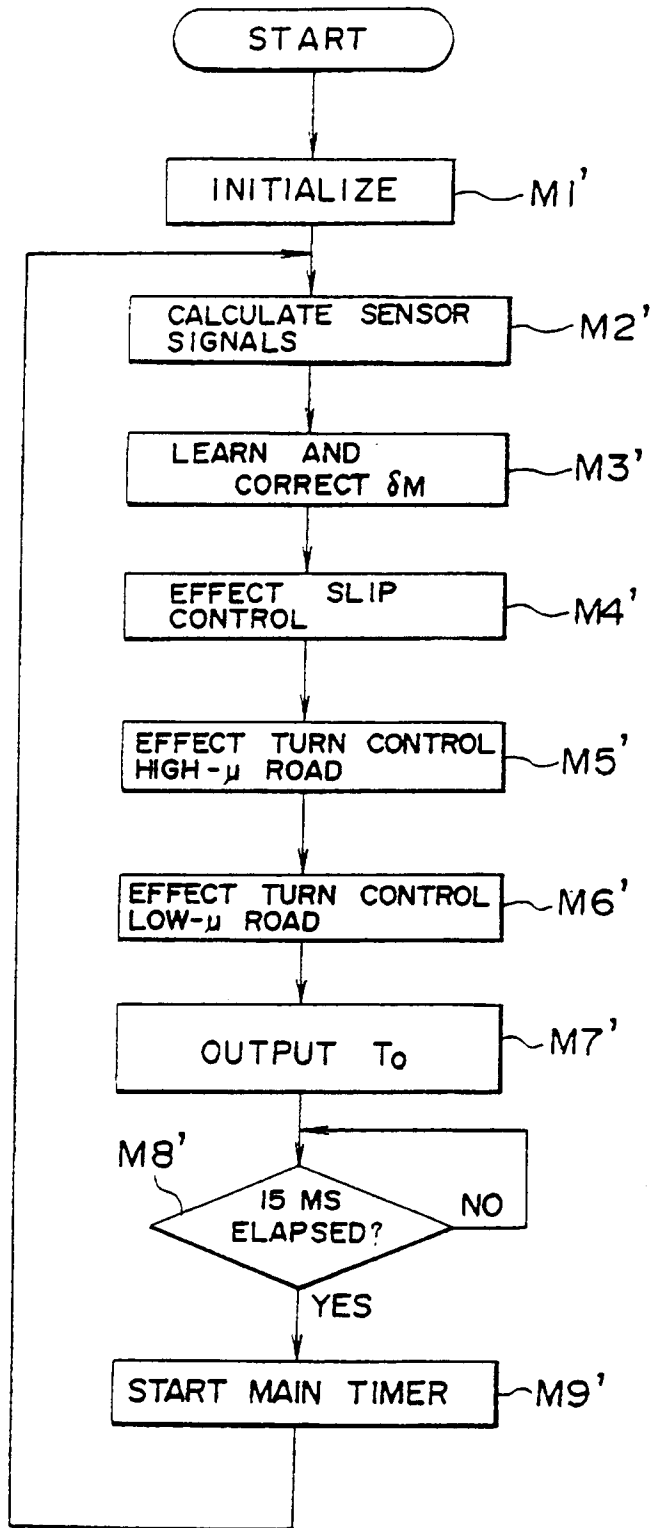 START
INITIALIZE
M1'
CALCULATE SENSOR
SIGNALS
M2'
LEARN AND
CORRECT δM
M3'
EFFECT SLIP
CONTROL
M4'
EFFECT TURN CONTROL
HIGH-μ ROAD
M5'
EFFECT TURN CONTROL
LOW-μ ROAD
M6'
OUTPUT To
M7'
M8'
15 MS
ELAPSED?
NO
YES
START MAIN TIMER
M9'